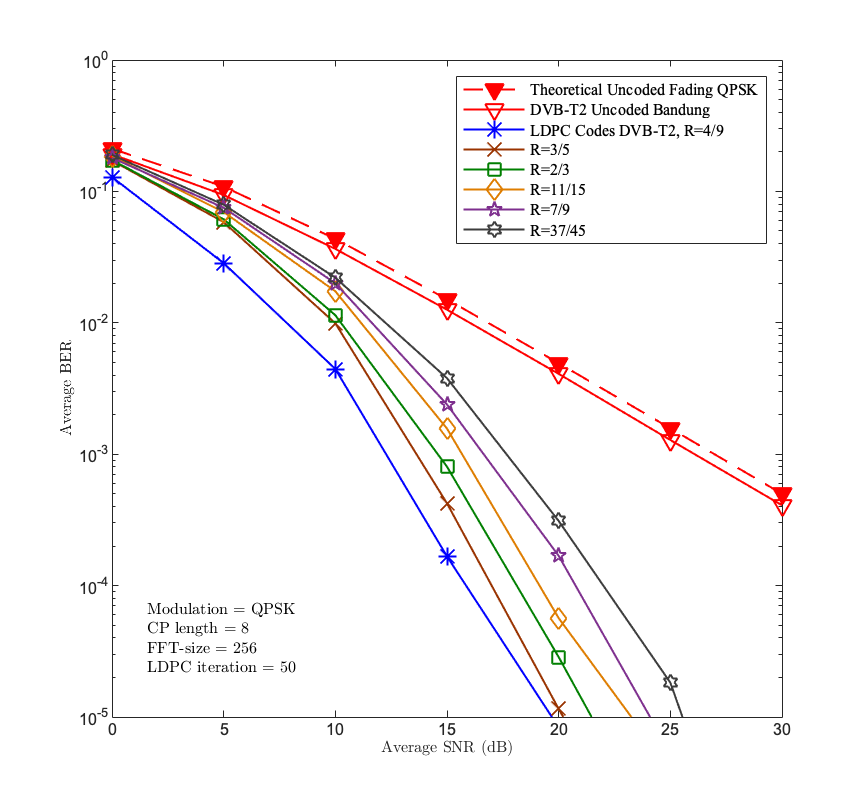 10^0
10^-1
10^-2
10^-3
10^-4
10^-5
Average BER
Theoretical Uncoded Fading QPSK
DVB-T2 Uncoded Bandung
LDPC Codes DVB-T2, R=4/9
R=3/5
R=2/3
R=11/15
R=7/9
R=37/45
Modulation = QPSK
CP length = 8
FFT-size = 256
LDPC iteration = 50
0 5 10 15 20 25 30
Average SNR (dB)